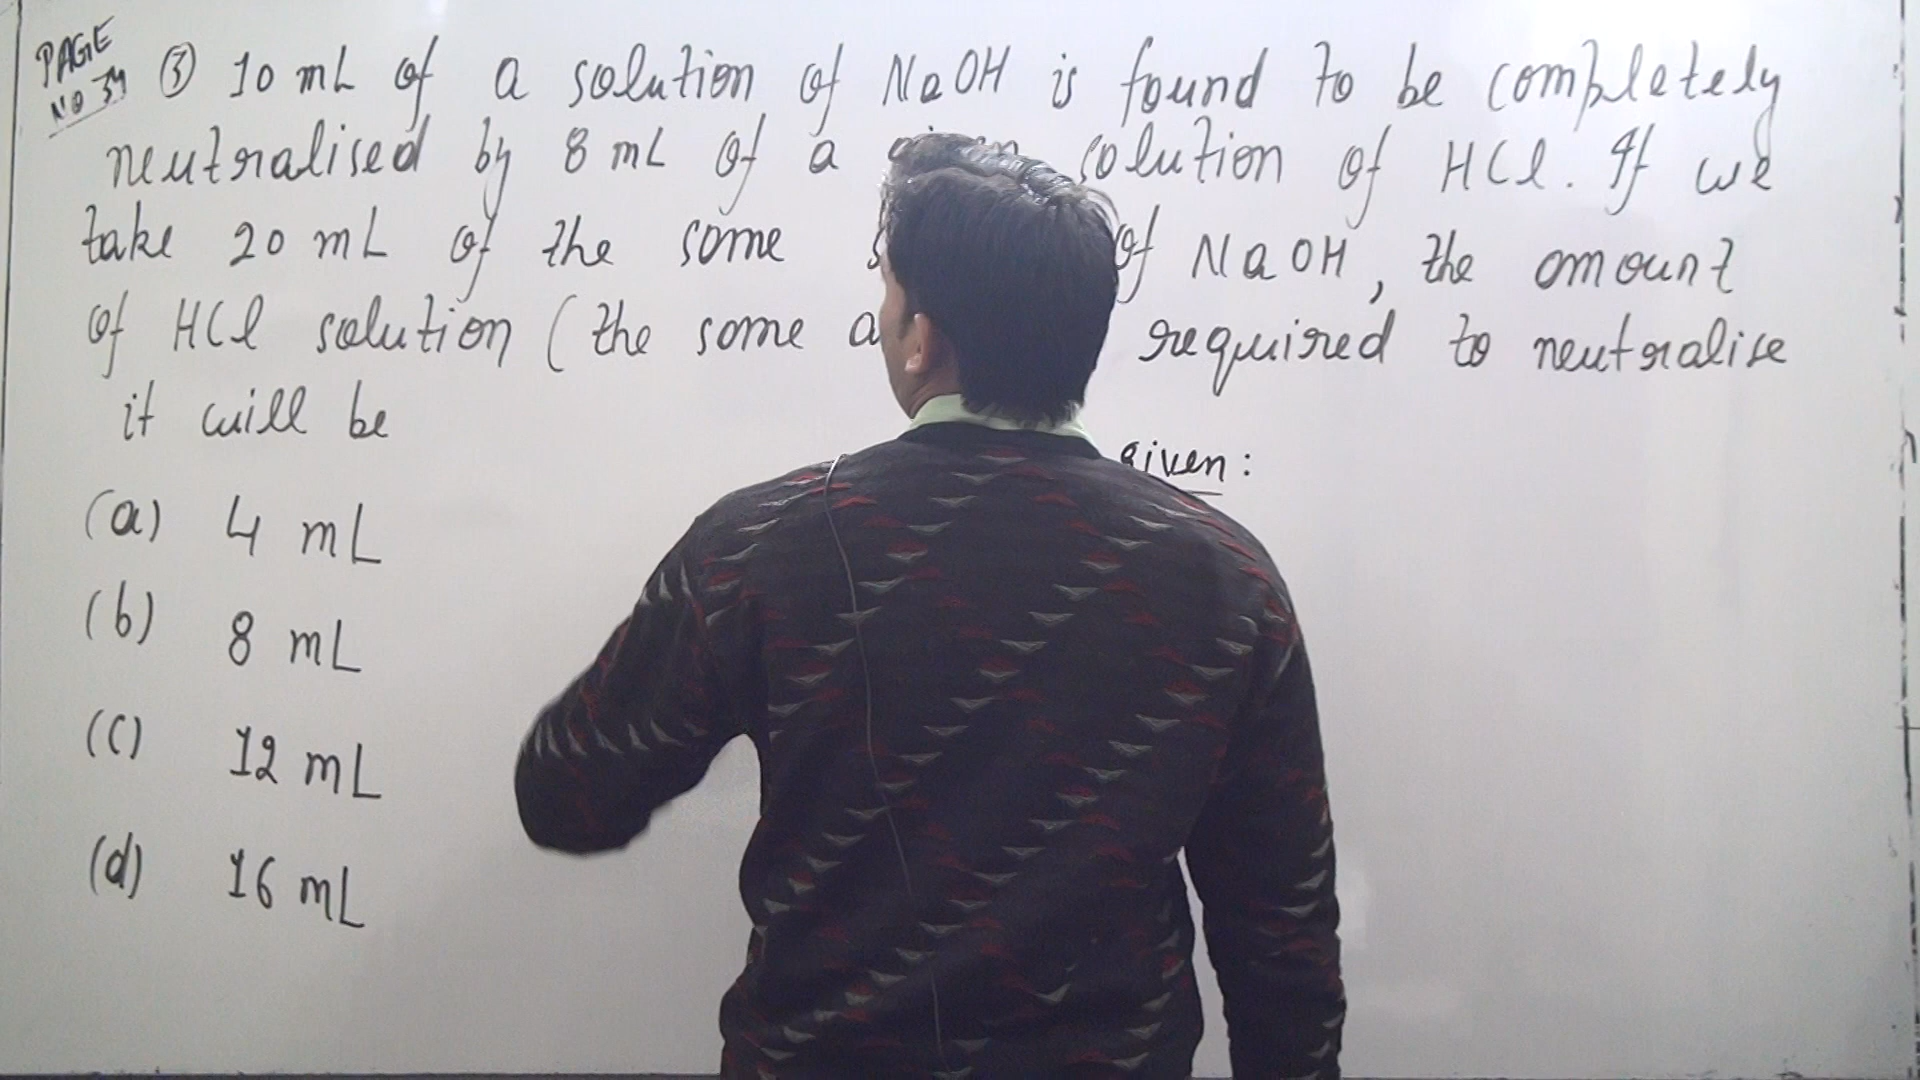 PAGE
NO 34
③ 10 mL of a solution of NaOH is found to be completely
neutralised by 8 mL of a solution of HCl. If we
take 20 mL of the same of NaOH, the amount
of HCl solution (the same required to neutralise
it will be
given:
(a) 4 mL
(b) 8 mL
(c) 12 mL
(d) 16 mL